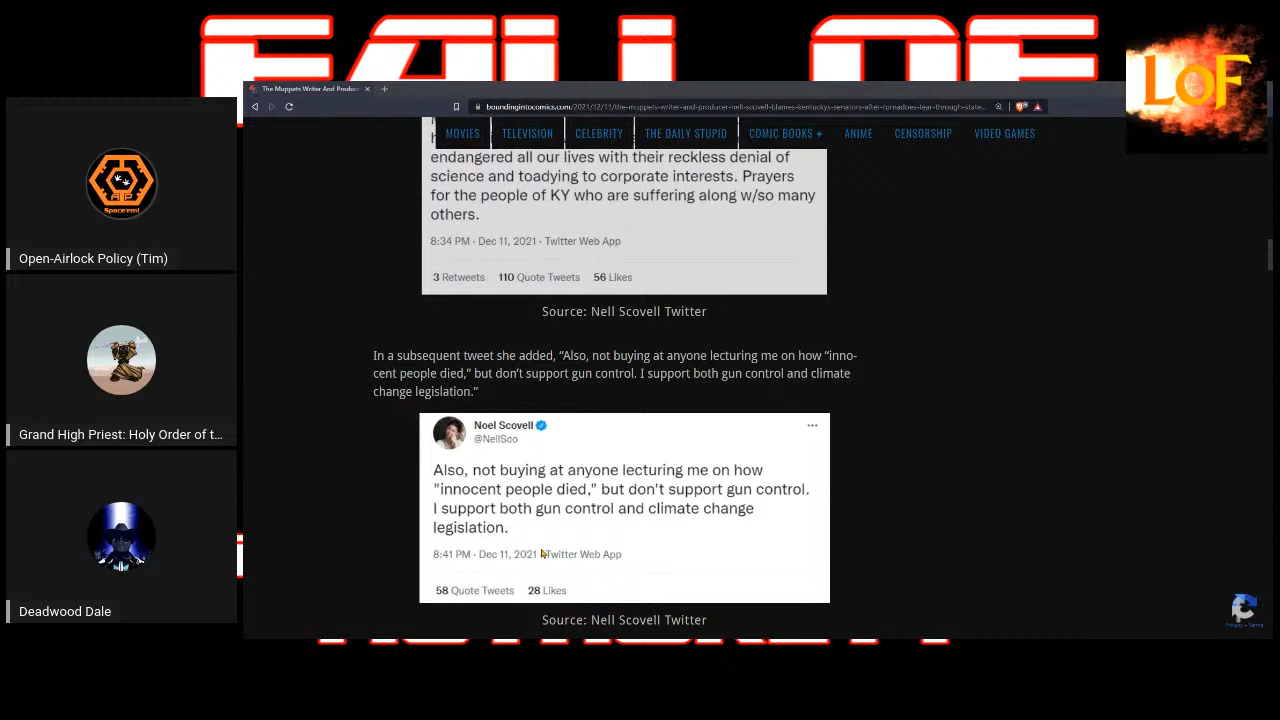 FALL OF
LOF
The Muppets Writer And Produc
boundingintocomics.com/2021/12/11/the-muppets-writer-and-producer-nell-scovell-blames-kentuckys-senators-after-tornadoes-tear-through-state...
MOVIES TELEVISION CELEBRITY THE DAILY STUPID COMIC BOOKS + ANIME CENSORSHIP VIDEO GAMES
endangered all our lives with their reckless denial of
science and toadying to corporate interests. Prayers
for the people of KY who are suffering along w/so many
others.
8:34 PM · Dec 11, 2021 · Twitter Web App
3 Retweets 110 Quote Tweets 56 Likes
Source: Nell Scovell Twitter
In a subsequent tweet she added, “Also, not buying at anyone lecturing me on how “inno-
cent people died,” but don’t support gun control. I support both gun control and climate
change legislation.”
Noel Scovell
@NellSco
Also, not buying at anyone lecturing me on how
"innocent people died," but don't support gun control.
I support both gun control and climate change
legislation.
8:41 PM · Dec 11, 2021 · Twitter Web App
58 Quote Tweets 28 Likes
Source: Nell Scovell Twitter
Privacy - Terms
ATP
Space em!
Open-Airlock Policy (Tim)
Grand High Priest: Holy Order of t...
Deadwood Dale